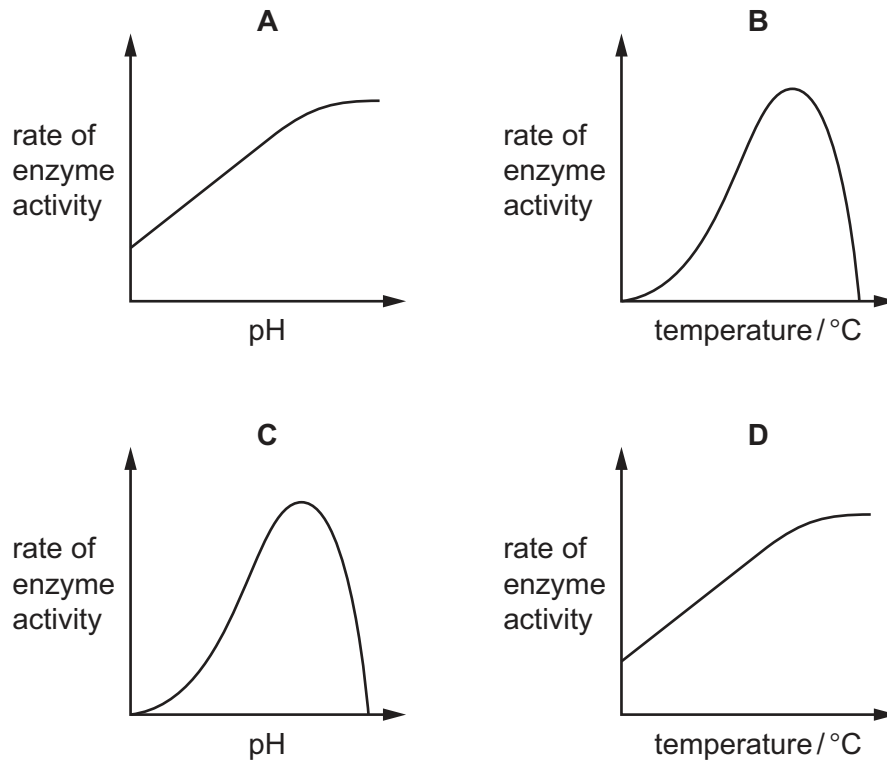 A
rate of
enzyme
activity
pH
B
rate of
enzyme
activity
temperature / °C
C
rate of
enzyme
activity
pH
D
rate of
enzyme
activity
temperature / °C